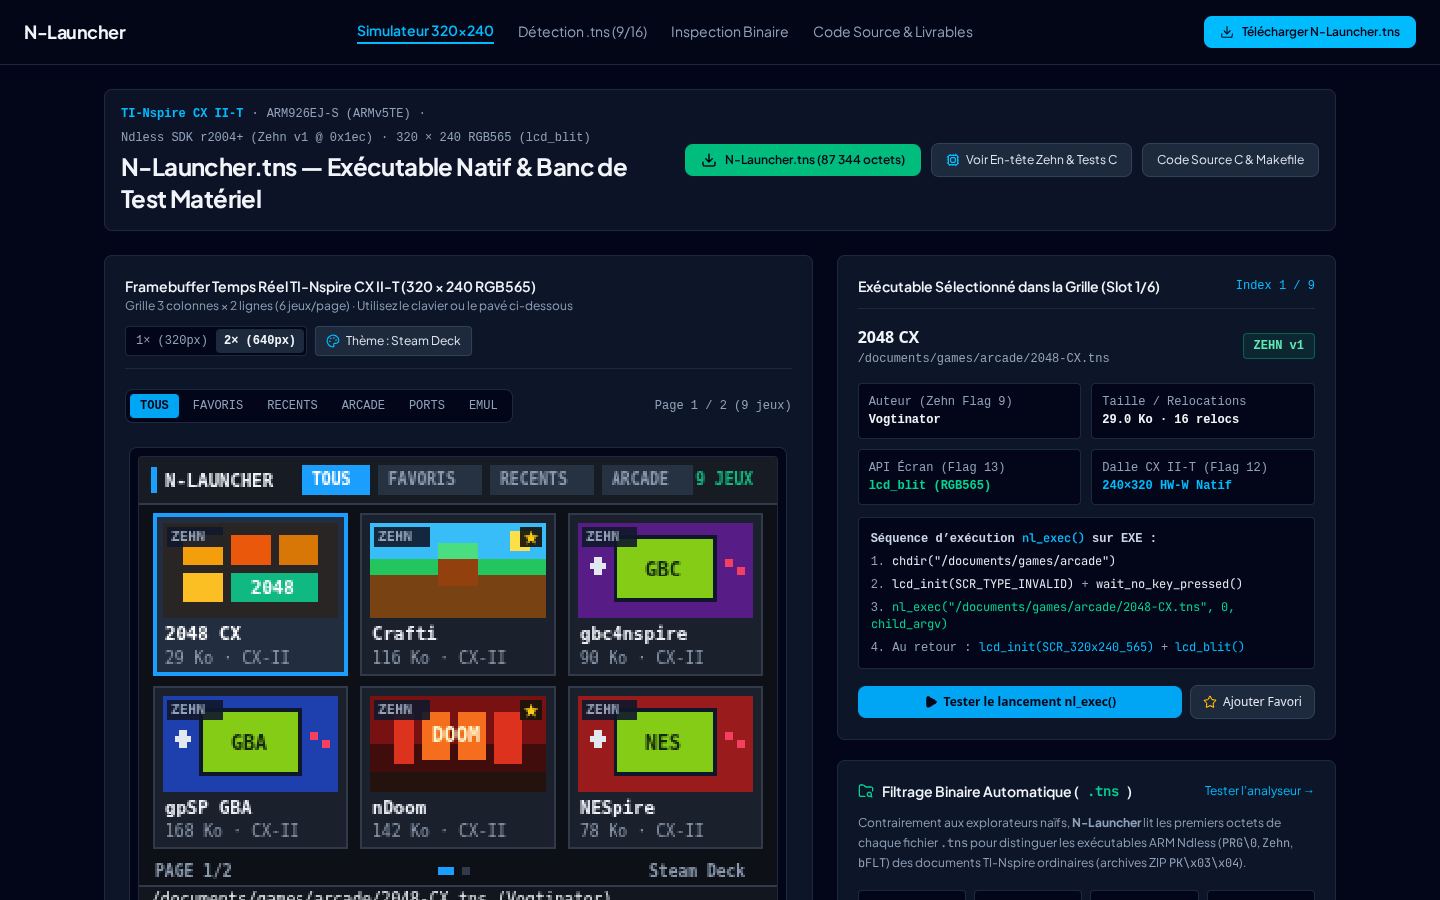 N-Launcher
Simulateur 320×240
Détection .tns (9/16)
Inspection Binaire
Code Source & Livrables
Télécharger N-Launcher.tns
TI-Nspire CX II-T · ARM926EJ-S (ARMv5TE) ·
Ndless SDK r2004+ (Zehn v1 @ 0x1ec) · 320 × 240 RGB565 (lcd_blit)
N-Launcher.tns — Exécutable Natif & Banc de
Test Matériel
N-Launcher.tns (87 344 octets)
Voir En-tête Zehn & Tests C
Code Source C & Makefile
Framebuffer Temps Réel TI-Nspire CX II-T (320 × 240 RGB565)
Grille 3 colonnes × 2 lignes (6 jeux/page) · Utilisez le clavier ou le pavé ci-dessous
1× (320px)
2× (640px)
Thème : Steam Deck
TOUS
FAVORIS
RECENTS
ARCADE
PORTS
EMUL
Page 1 / 2 (9 jeux)
N-LAUNCHER
TOUS
FAVORIS
RECENTS
ARCADE
9 JEUX
ZEHN
2048
2048 CX
29 Ko · CX-II
ZEHN
Crafti
116 Ko · CX-II
ZEHN
GBC
gbc4nspire
90 Ko · CX-II
ZEHN
GBA
gpSP GBA
168 Ko · CX-II
ZEHN
DOOM
nDoom
142 Ko · CX-II
ZEHN
NES
NESpire
78 Ko · CX-II
PAGE 1/2
Steam Deck
/documents/games/arcade/2048-CX.tns (Vogtinator)
Exécutable Sélectionné dans la Grille (Slot 1/6)
Index 1 / 9
2048 CX
/documents/games/arcade/2048-CX.tns
ZEHN v1
Auteur (Zehn Flag 9)
Vogtinator
Taille / Relocations
29.0 Ko · 16 relocs
API Écran (Flag 13)
lcd_blit (RGB565)
Dalle CX II-T (Flag 12)
240×320 HW-W Natif
Séquence d’exécution nl_exec() sur EXE :
1. chdir("/documents/games/arcade")
2. lcd_init(SCR_TYPE_INVALID) + wait_no_key_pressed()
3. nl_exec("/documents/games/arcade/2048-CX.tns", 0,
child_argv)
4. Au retour : lcd_init(SCR_320x240_565) + lcd_blit()
Tester le lancement nl_exec()
Ajouter Favori
Filtrage Binaire Automatique ( .tns )
Tester l'analyseur →
Contrairement aux explorateurs naïfs, N-Launcher lit les premiers octets de
chaque fichier .tns pour distinguer les exécutables ARM Ndless (PRG\0, Zehn,
bFLT) des documents TI-Nspire ordinaires (archives ZIP PK\x03\x04).